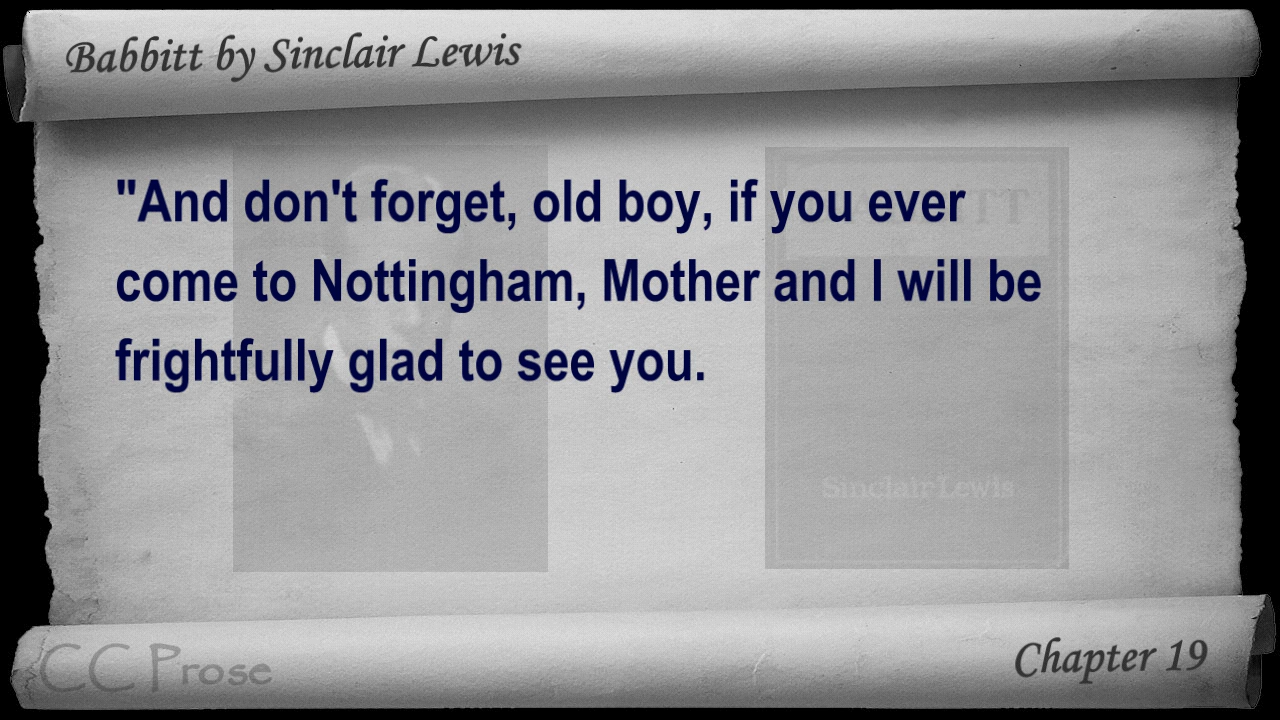 Babbitt by Sinclair Lewis
"And don't forget, old boy, if you ever
come to Nottingham, Mother and I will be
frightfully glad to see you.
Sinclair Lewis
CC Prose
Chapter 19